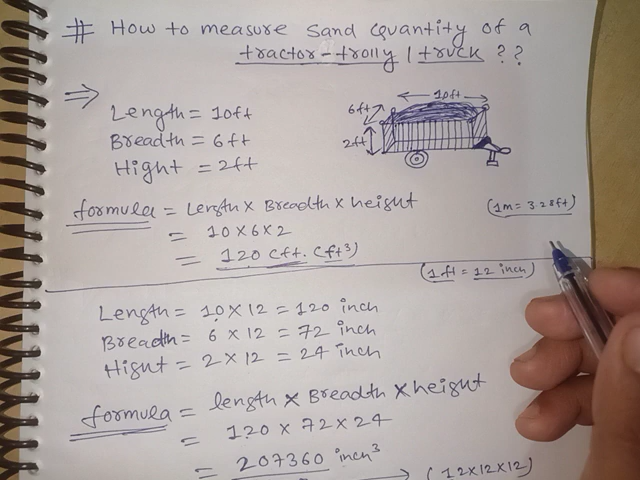 # How to measure Sand Quantity of a
tractor-trolly / truck ??
⇒
Length = 10ft
Breadth = 6ft
Hight = 2ft
10ft
6ft
2ft
formula = Length × Breadth × height
= 10×6×2
= 120 Cft. (ft³)
(1m = 3.28ft)
(1ft = 12 inch)
Length = 10 × 12 = 120 inch
Breadth = 6 × 12 = 72 inch
Hight = 2 × 12 = 24 inch
formula = length × Breadth × height
= 120 × 72 × 24
= 207360 inch³
→ (12×12×12)